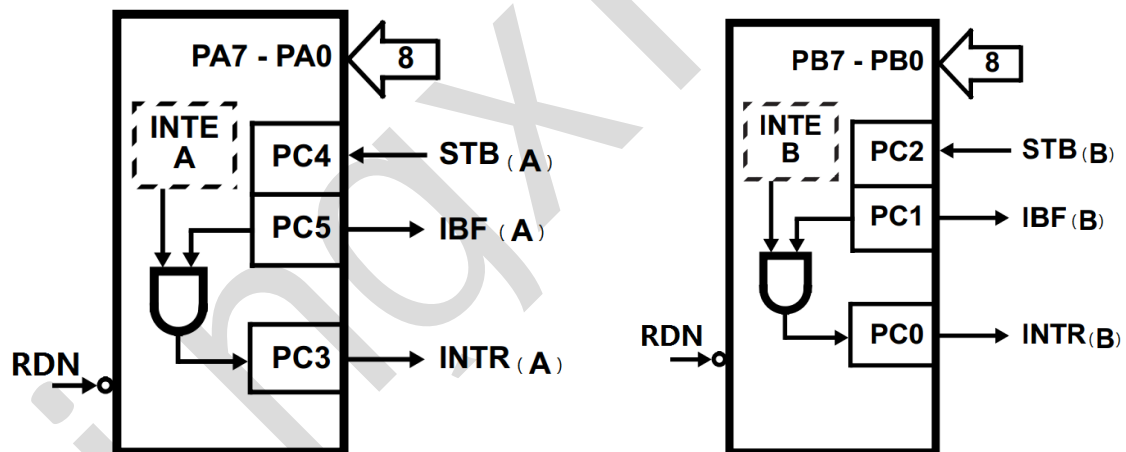 PA7 - PA0
8
INTE
A
PC4
STB (A)
PC5
IBF (A)
PC3
INTR (A)
RDN
PB7 - PB0
8
INTE
B
PC2
STB (B)
PC1
IBF (B)
PC0
INTR (B)
RDN